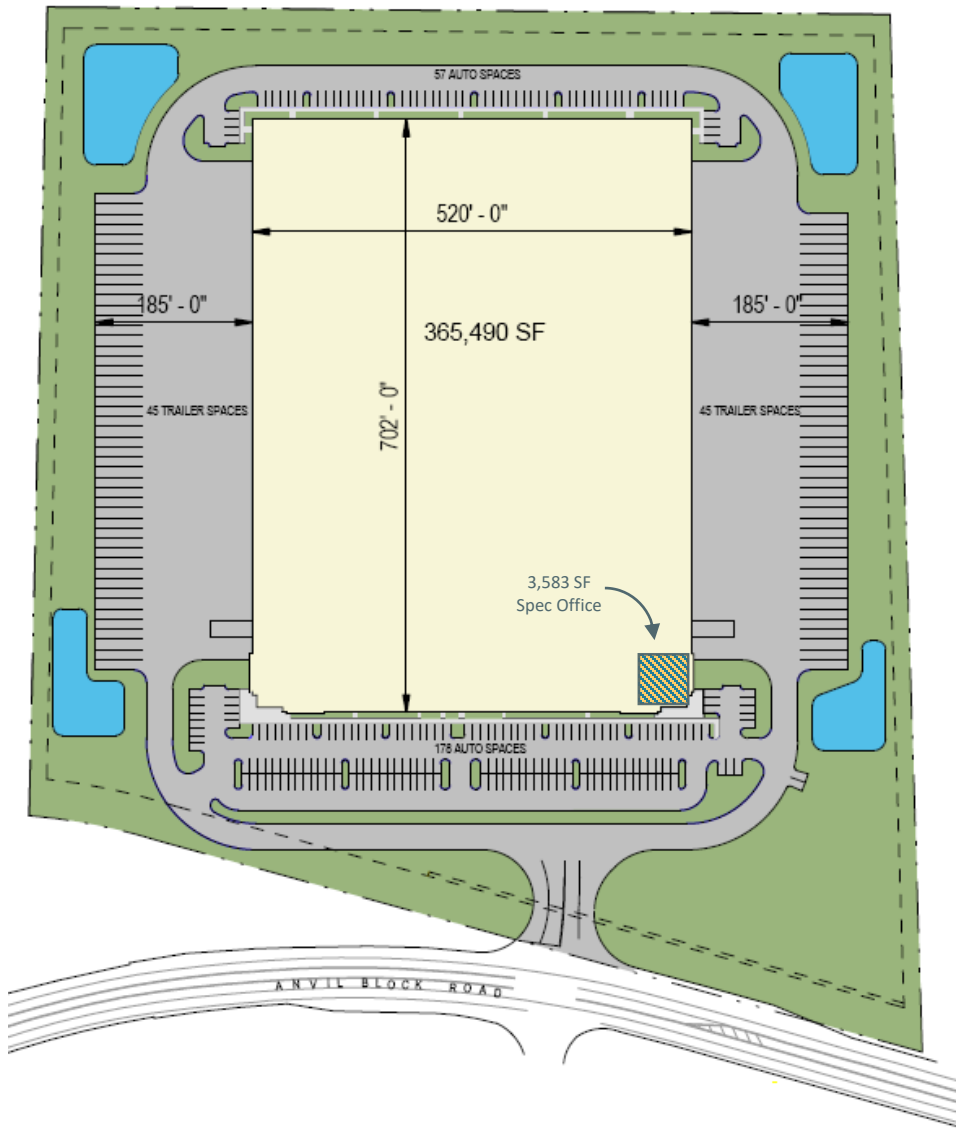 57 AUTO SPACES
520' - 0"
185' - 0"
185' - 0"
365,490 SF
702' - 0"
45 TRAILER SPACES
45 TRAILER SPACES
3,583 SF
Spec Office
178 AUTO SPACES
ANVIL BLOCK ROAD